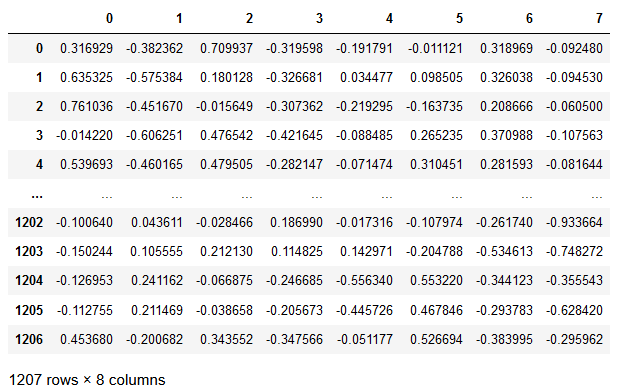 0 1 2 3 4 5 6 7
0 0.316929 -0.382362 0.709937 -0.319598 -0.191791 -0.011121 0.318969 -0.092480
1 0.635325 -0.575384 0.180128 -0.326681 0.034477 0.098505 0.326038 -0.094530
2 0.761036 -0.451670 -0.015649 -0.307362 -0.219295 -0.163735 0.208666 -0.060500
3 -0.014220 -0.606251 0.476542 -0.421645 -0.088485 0.265235 0.370988 -0.107563
4 0.539693 -0.460165 0.479505 -0.282147 -0.071474 0.310451 0.281593 -0.081644
... ... ... ... ... ... ... ... ...
1202 -0.100640 0.043611 -0.028466 0.186990 -0.017316 -0.107974 -0.261740 -0.933664
1203 -0.150244 0.105555 0.212130 0.114825 0.142971 -0.204788 -0.534613 -0.748272
1204 -0.126953 0.241162 -0.066875 -0.246685 -0.556340 0.553220 -0.344123 -0.355543
1205 -0.112755 0.211469 -0.038658 -0.205673 -0.445726 0.467846 -0.293783 -0.628420
1206 0.453680 -0.200682 0.343552 -0.347566 -0.051177 0.526694 -0.383995 -0.295962
1207 rows × 8 columns